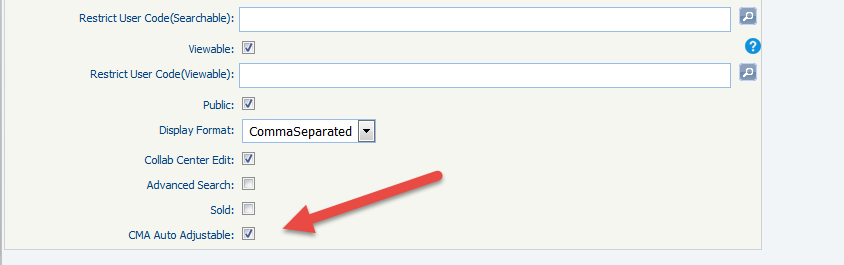 Restrict User Code(Searchable):
Viewable:
?
Restrict User Code(Viewable):
Public:
Display Format: CommaSeparated
Collab Center Edit:
Advanced Search:
Sold:
CMA Auto Adjustable: